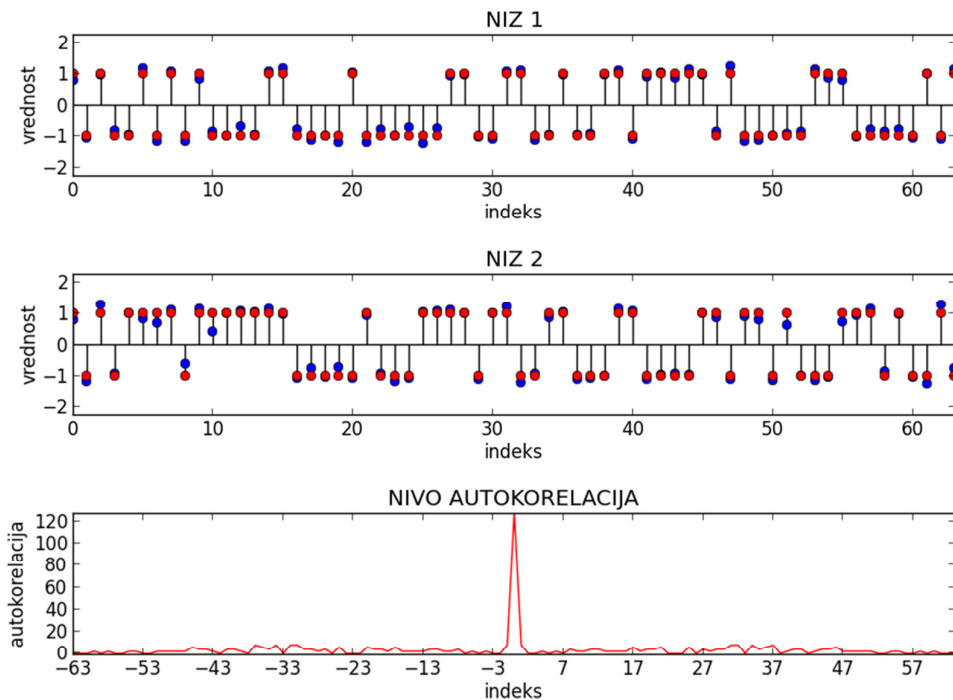 NIZ 1
vrednost
2
1
0
−1
−2
0 10 20 30 40 50 60
indeks
NIZ 2
vrednost
2
1
0
−1
−2
0 10 20 30 40 50 60
indeks
NIVO AUTOKORELACIJA
autokorelacija
120
100
80
60
40
20
0
−63 −53 −43 −33 −23 −13 −3 7 17 27 37 47 57
indeks